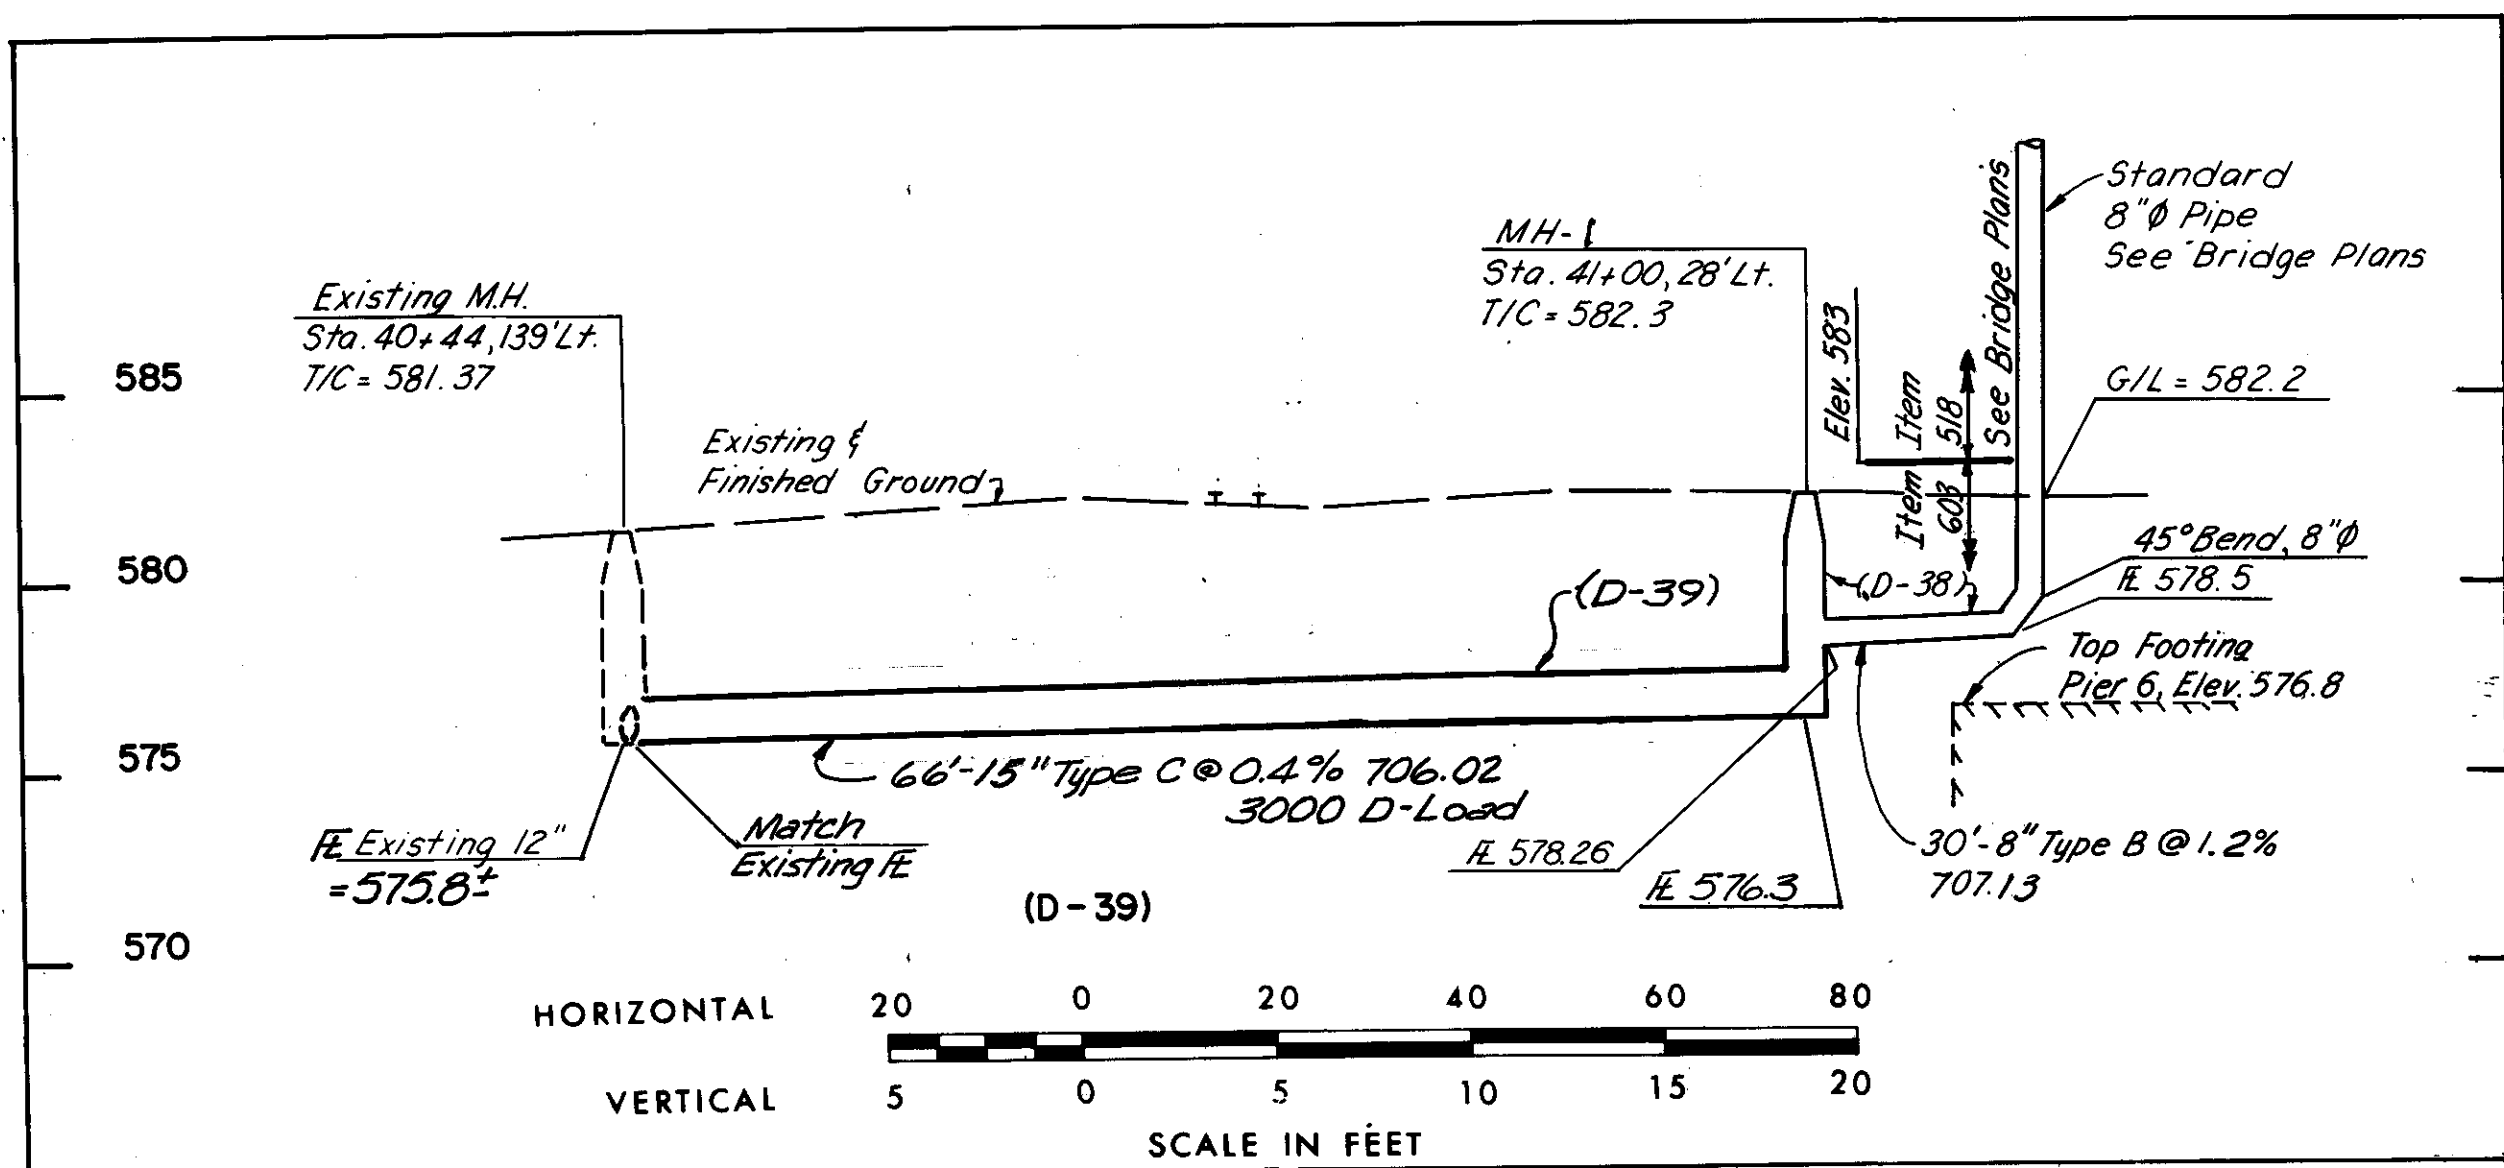 Existing M.H.
Sta. 40+44, 139' Lt.
T/C = 581.37
MH-1
Sta. 41+00, 28' Lt.
T/C = 582.3
Standard
8"ϕ Pipe
See Bridge Plans
See Bridge Plans
Elev. 583
Item 518
Item 603
G/L = 582.2
585
Existing &
Finished Ground
45° Bend, 8"ϕ
580
(D-39)
(D-38)
FL 578.5
Top Footing
Pier 6, Elev. 576.8
575
66'-15" Type C @ 0.4% 706.02
3000 D-Load
FL Existing 12"
= 575.8±
Match
Existing FL
FL 578.26
FL 576.3
30'-8" Type B @ 1.2%
707.13
(D-39)
570
HORIZONTAL 20 0 20 40 60 80
VERTICAL 5 0 5 10 15 20
SCALE IN FEET